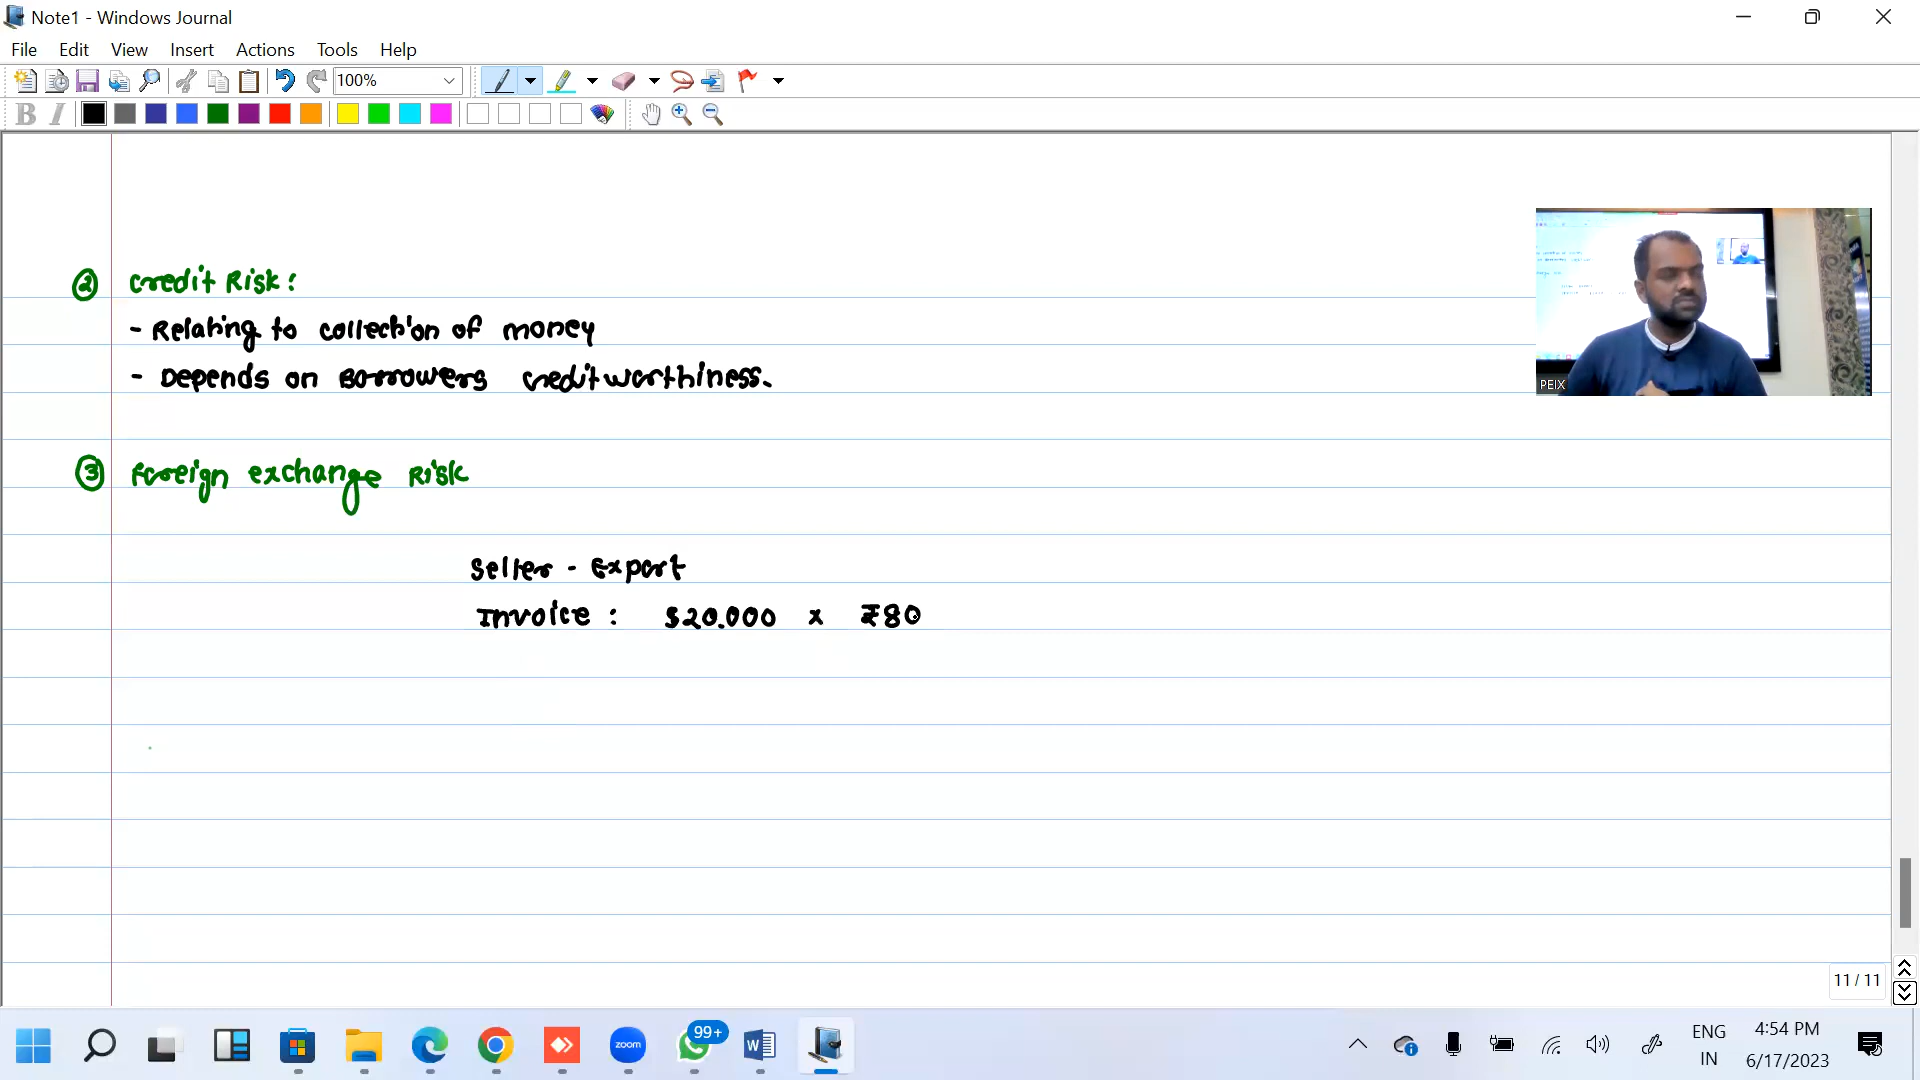 Note1 - Windows Journal
File Edit View Insert Actions Tools Help
100%
B I
② Credit Risk:
- Relating to collection of money
- Depends on Borrowers creditworthiness.
③ Foreign exchange Risk
Seller - Export
Invoice : $20.000 x ₹80
PEIX
11 / 11
99+
zoom
W
ENG
IN
4:54 PM
6/17/2023